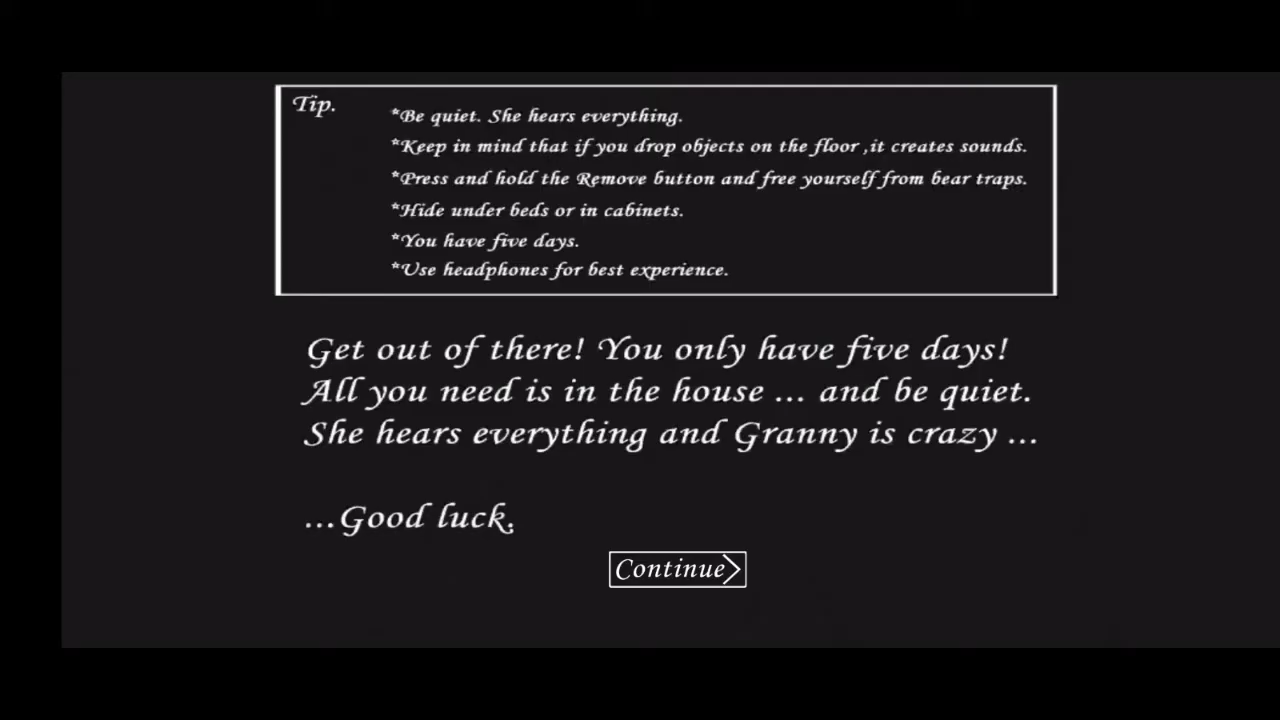 Tip.
*Be quiet. She hears everything.
*Keep in mind that if you drop objects on the floor ,it creates sounds.
*Press and hold the Remove button and free yourself from bear traps.
*Hide under beds or in cabinets.
*You have five days.
*Use headphones for best experience.
Get out of there! You only have five days!
All you need is in the house ... and be quiet.
She hears everything and Granny is crazy ...
...Good luck.
Continue